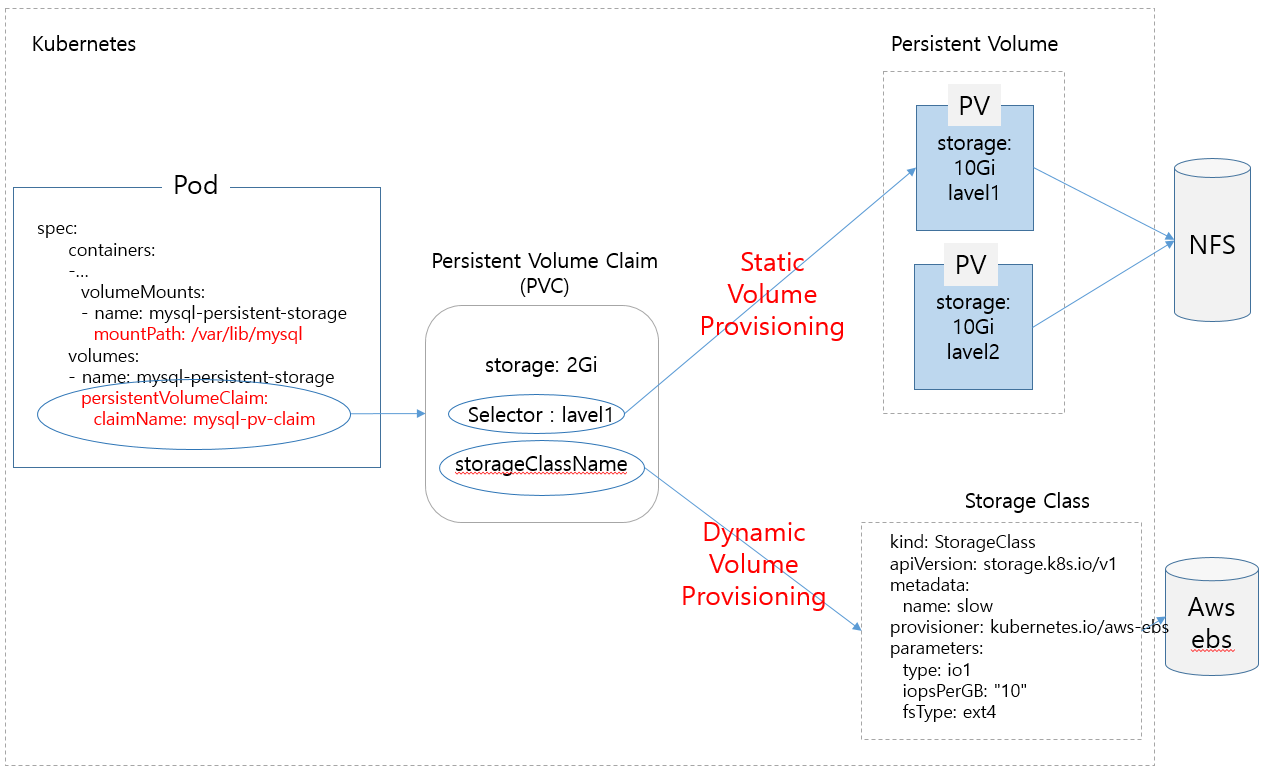 Kubernetes
Pod
spec:
containers:
-...
volumeMounts:
- name: mysql-persistent-storage
mountPath: /var/lib/mysql
volumes:
- name: mysql-persistent-storage
persistentVolumeClaim:
claimName: mysql-pv-claim
Persistent Volume Claim
(PVC)
storage: 2Gi
Selector : lavel1
storageClassName
Static
Volume
Provisioning
Dynamic
Volume
Provisioning
Persistent Volume
PV
storage:
10Gi
lavel1
PV
storage:
10Gi
lavel2
NFS
Storage Class
kind: StorageClass
apiVersion: storage.k8s.io/v1
metadata:
name: slow
provisioner: kubernetes.io/aws-ebs
parameters:
type: io1
iopsPerGB: "10"
fsType: ext4
Aws
ebs